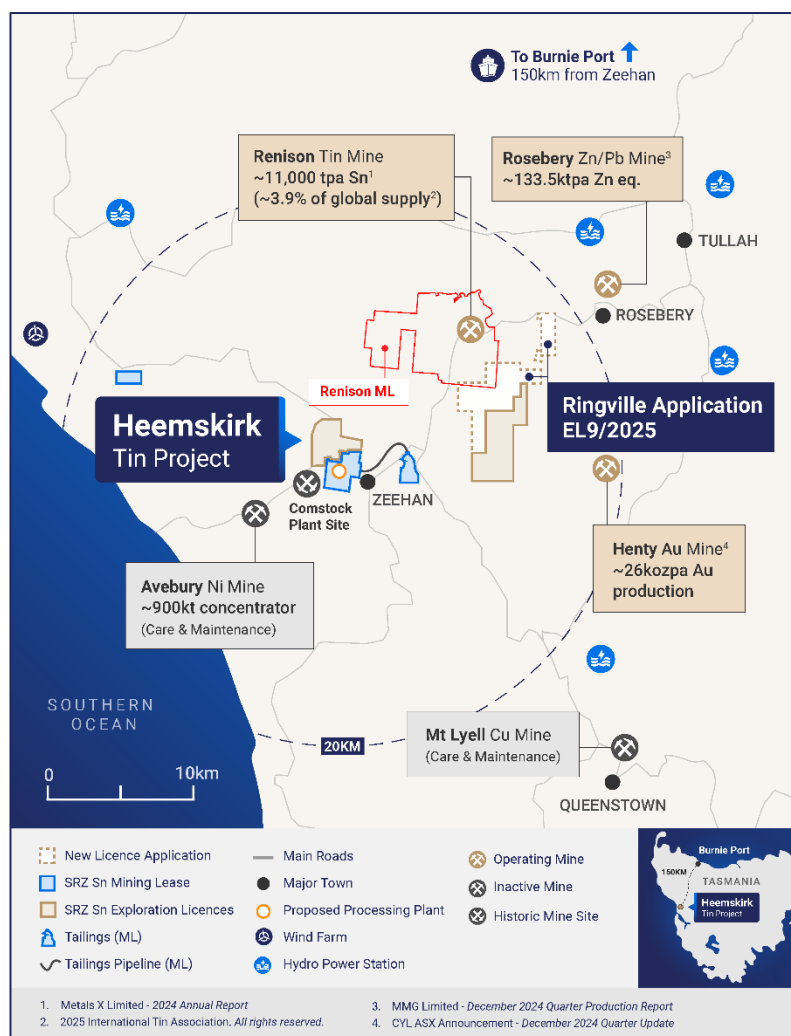 To Burnie Port
150km from Zeehan
Renison Tin Mine
~11,000 tpa Sn1
(~3.9% of global supply2)
Rosebery Zn/Pb Mine3
~133.5ktpa Zn eq.
TULLAH
ROSEBERY
Renison ML
Ringville Application
EL9/2025
Heemskirk
Tin Project
ZEEHAN
Comstock
Plant Site
Avebury Ni Mine
~900kt concentrator
(Care & Maintenance)
Henty Au Mine4
~26kozpa Au
production
SOUTHERN
OCEAN
20KM
0 10km
Mt Lyell Cu Mine
(Care & Maintenance)
QUEENSTOWN
New Licence Application
SRZ Sn Mining Lease
SRZ Sn Exploration Licences
Tailings (ML)
Tailings Pipeline (ML)
Main Roads
Major Town
Proposed Processing Plant
Wind Farm
Hydro Power Station
Operating Mine
Inactive Mine
Historic Mine Site
Burnie Port
150KM
TASMANIA
Heemskirk
Tin Project
1. Metals X Limited - 2024 Annual Report
2. 2025 International Tin Association. All rights reserved.
3. MMG Limited - December 2024 Quarter Production Report
4. CYL ASX Announcement - December 2024 Quarter Update